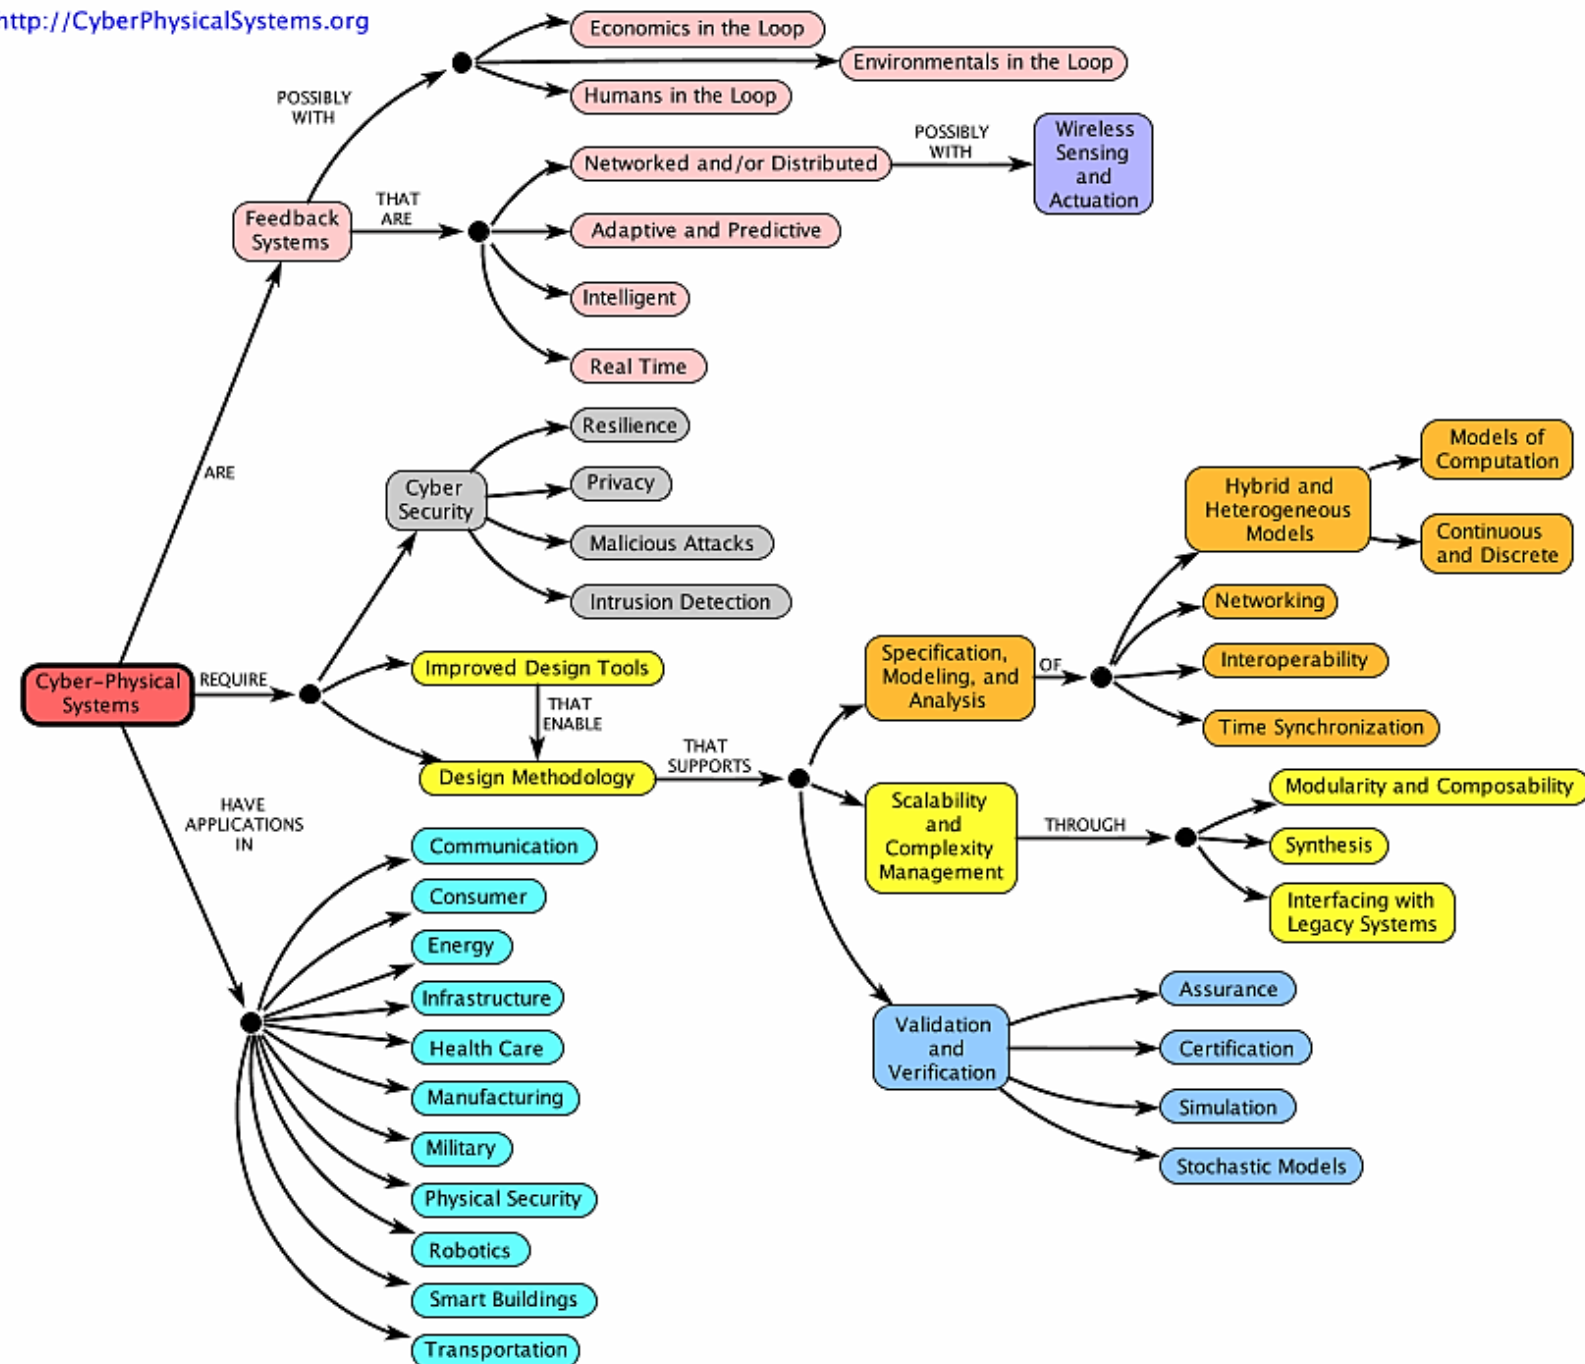 http://CyberPhysicalSystems.org
Economics in the Loop
Environmentals in the Loop
Humans in the Loop
POSSIBLY
WITH
Networked and/or Distributed
POSSIBLY
WITH
Wireless
Sensing
and
Actuation
Feedback
Systems
THAT
ARE
Adaptive and Predictive
Intelligent
Real Time
ARE
Cyber
Security
Resilience
Privacy
Malicious Attacks
Intrusion Detection
Cyber-Physical
Systems
REQUIRE
Improved Design Tools
THAT
ENABLE
Design Methodology
THAT
SUPPORTS
Specification,
Modeling, and
Analysis
OF
Hybrid and
Heterogeneous
Models
Models of
Computation
Continuous
and Discrete
Networking
Interoperability
Time Synchronization
Scalability
and
Complexity
Management
THROUGH
Modularity and Composability
Synthesis
Interfacing with
Legacy Systems
Validation
and
Verification
Assurance
Certification
Simulation
Stochastic Models
HAVE
APPLICATIONS
IN
Communication
Consumer
Energy
Infrastructure
Health Care
Manufacturing
Military
Physical Security
Robotics
Smart Buildings
Transportation